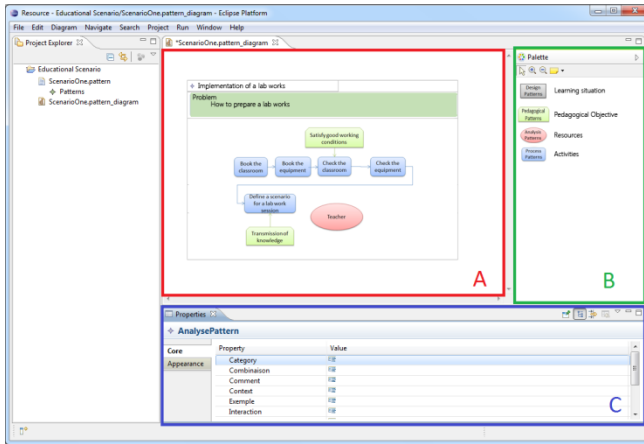 Resource - Educational Scenario/ScenarioOne.pattern_diagram - Eclipse Platform
File Edit Diagram Navigate Search Project Run Window Help
Project Explorer
Educational Scenario
ScenarioOne.pattern
Patterns
ScenarioOne.pattern_diagram
*ScenarioOne.pattern_diagram
Implementation of a lab works
Problem
How to prepare a lab works
Satisfy good working
conditions
Book the
classroom
Book the
equipment
Check the
classroom
Check the
equipment
Define a scenario
for a lab work
session
Teacher
Transmission of
knowledge
A
Palette
Design
Patterns
Learning situation
Pedagogical
Patterns
Pedagogical Objective
Analysis
Patterns
Resources
Process
Patterns
Activities
B
Properties
AnalysePattern
Core
Appearance
Property Value
Category
Combinaison
Comment
Context
Exemple
Interaction
C